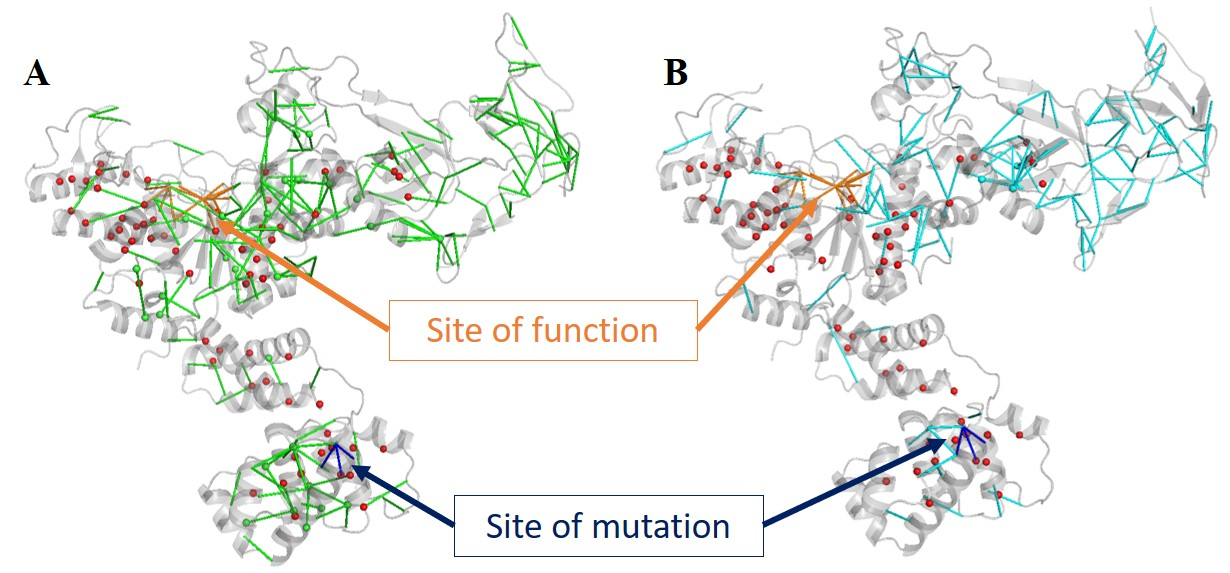 A
B
Site of function
Site of mutation